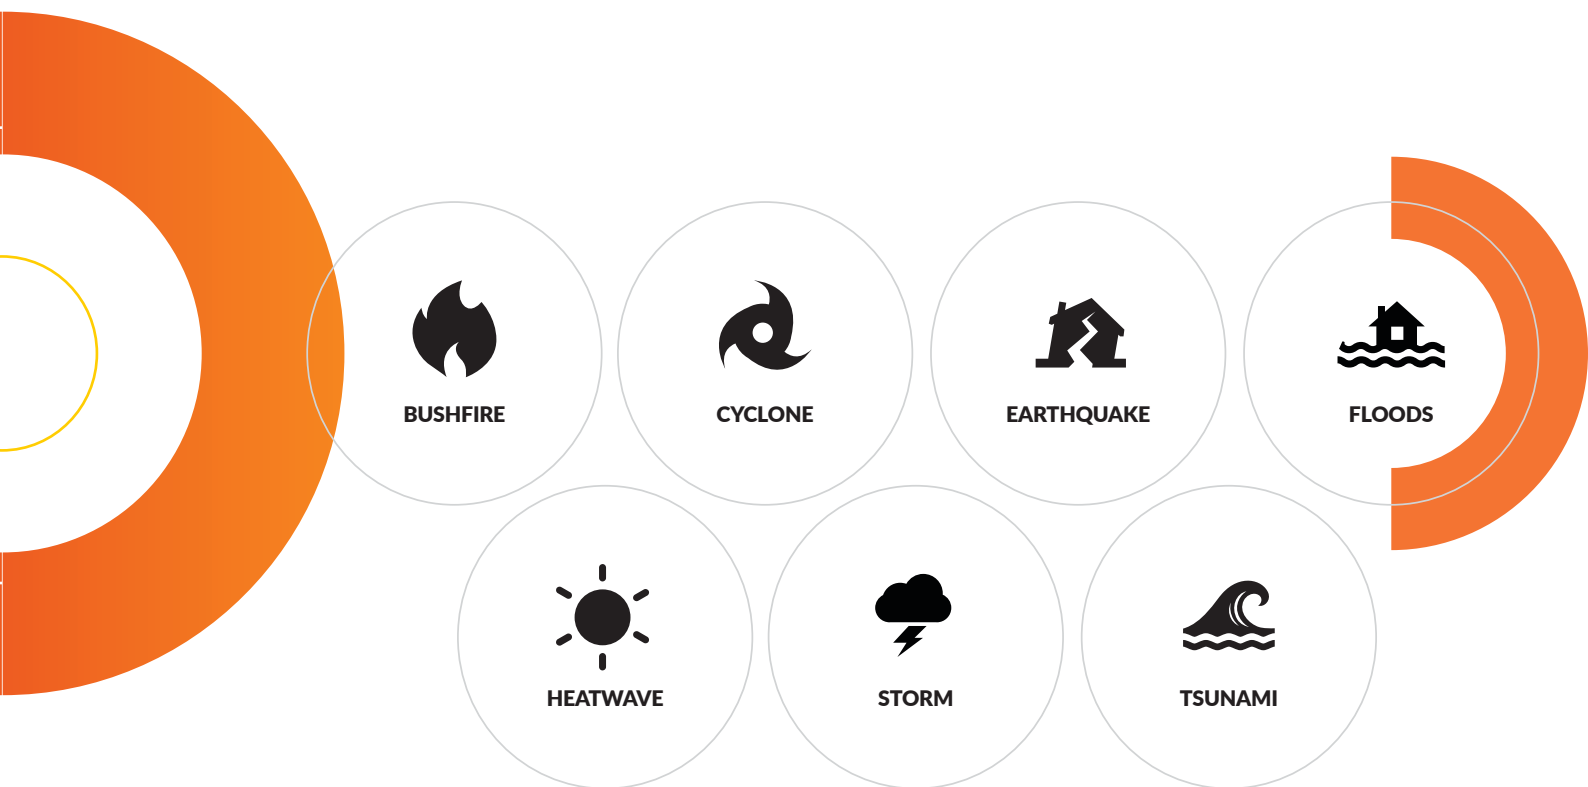 BUSHFIRE
CYCLONE
EARTHQUAKE
FLOODS
HEATWAVE
STORM
TSUNAMI